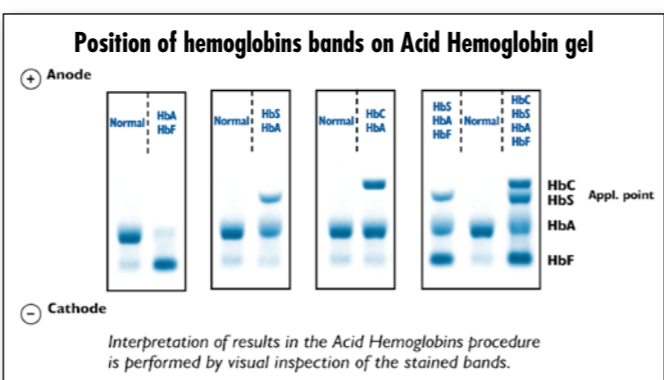 Position of hemoglobins bands on Acid Hemoglobin gel
+ Anode
Normal
HbA
HbF
Normal
HbS
HbA
Normal
HbC
HbA
HbS
HbA
HbF
Normal
HbC
HbS
HbA
HbF
HbC
HbS
Appl. point
HbA
HbF
− Cathode
Interpretation of results in the Acid Hemoglobins procedure
is performed by visual inspection of the stained bands.